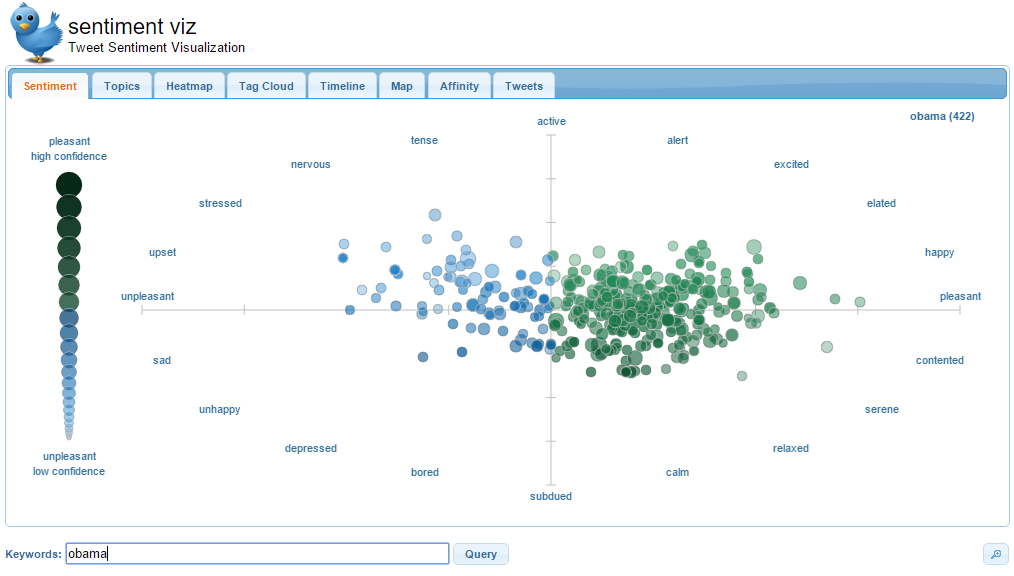 sentiment viz
Tweet Sentiment Visualization
Sentiment Topics Heatmap Tag Cloud Timeline Map Affinity Tweets
obama (422)
active
tense alert
pleasant
high confidence
nervous excited
stressed elated
upset happy
unpleasant pleasant
sad contented
unhappy serene
depressed relaxed
unpleasant
low confidence
bored calm
subdued
Keywords: obama Query